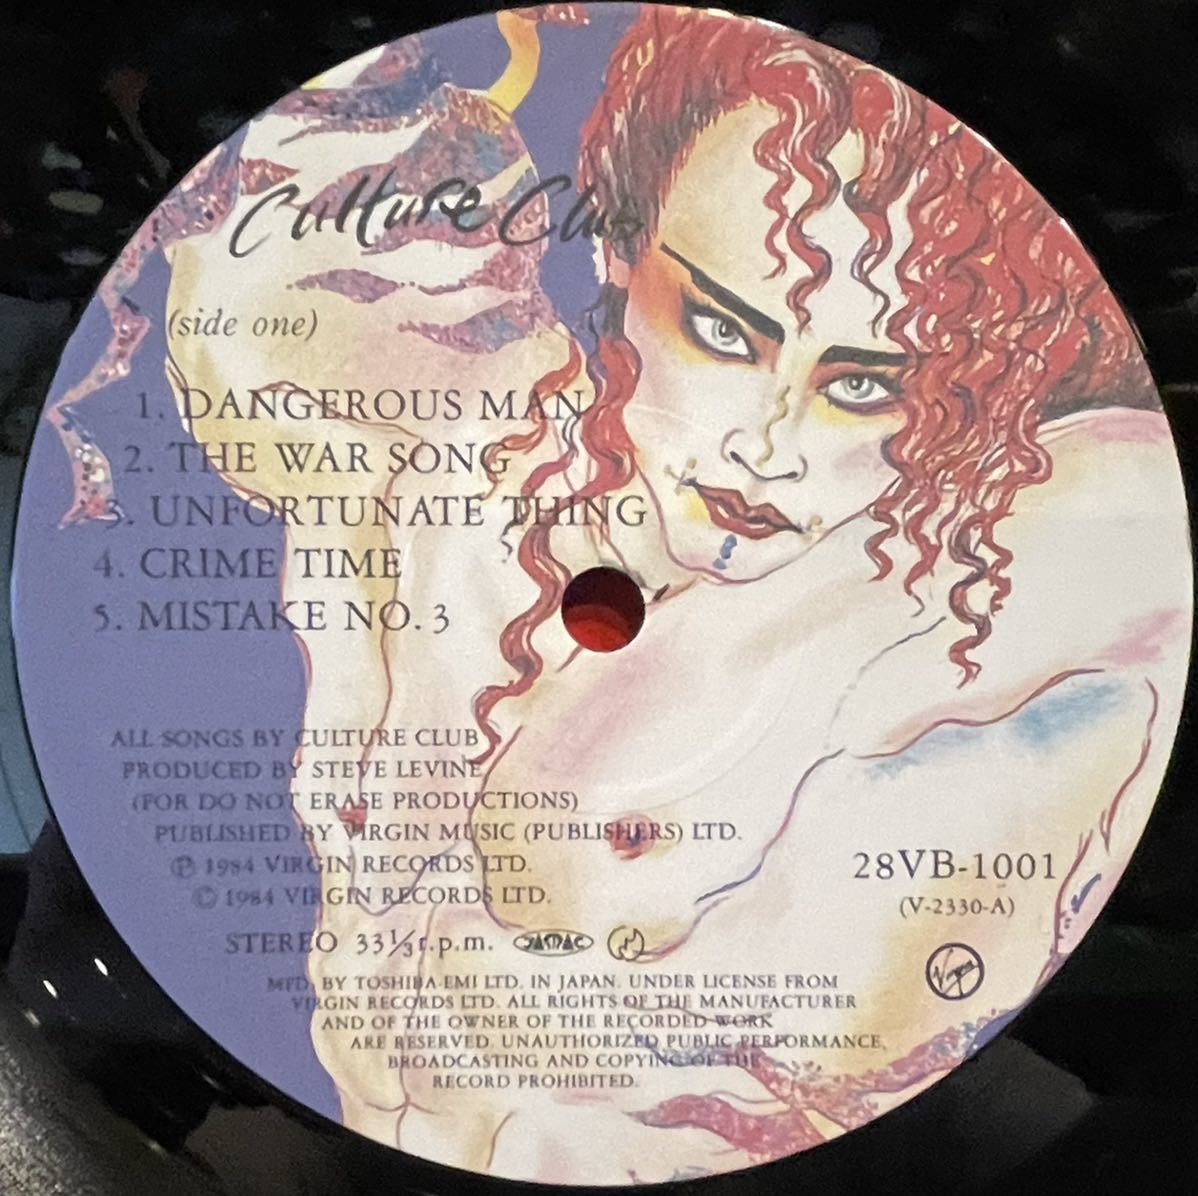 Culture Club
(side one)
1. DANGEROUS MAN
2. THE WAR SONG
3. UNFORTUNATE THING
4. CRIME TIME
5. MISTAKE NO. 3
ALL SONGS BY CULTURE CLUB
PRODUCED BY STEVE LEVINE
(FOR DO NOT ERASE PRODUCTIONS)
PUBLISHED BY VIRGIN MUSIC (PUBLISHERS) LTD.
℗ 1984 VIRGIN RECORDS LTD.
© 1984 VIRGIN RECORDS LTD.
28VB-1001
(V-2330-A)
STEREO 33⅓ r.p.m. JASRAC
Virgin
MFD. BY TOSHIBA-EMI LTD. IN JAPAN. UNDER LICENSE FROM
VIRGIN RECORDS LTD. ALL RIGHTS OF THE MANUFACTURER
AND OF THE OWNER OF THE RECORDED WORK
ARE RESERVED. UNAUTHORIZED PUBLIC PERFORMANCE,
BROADCASTING AND COPYING OF THE
RECORD PROHIBITED.